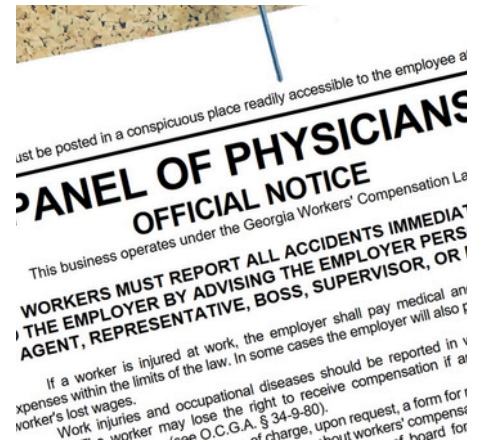 ust be posted in a conspicuous place readily accessible to the employee a
PANEL OF PHYSICIANS
OFFICIAL NOTICE
This business operates under the Georgia Workers' Compensation La
WORKERS MUST REPORT ALL ACCIDENTS IMMEDIAT
O THE EMPLOYER BY ADVISING THE EMPLOYER PERS
AGENT, REPRESENTATIVE, BOSS, SUPERVISOR, OR
If a worker is injured at work, the employer shall pay medical an
xpenses within the limits of the law. In some cases the employer will also p
worker's lost wages.
Work injuries and occupational diseases should be reported in w
worker may lose the right to receive compensation if a
(see O.C.G.A. § 34-9-80).
of charge, upon request, a form for r
bout workers' compensa
of board for